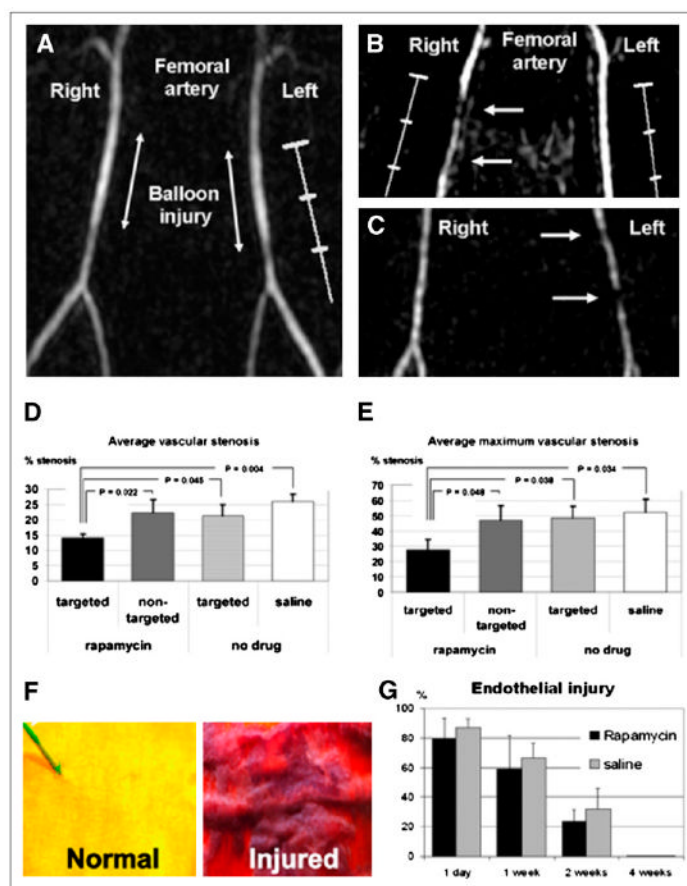 A
Femoral
artery
Right
Left
Balloon
injury
B
Right
Femoral
artery
Left
C
Right
Left
D
Average vascular stenosis
% stenosis
P = 0.004
P = 0.045
P = 0.022
30
25
20
15
10
5
0
targeted
non-
targeted
targeted
saline
rapamycin
no drug
E
Average maximum vascular stenosis
% stenosis
P = 0.034
P = 0.038
P = 0.048
70
60
50
40
30
20
10
0
targeted
non-
targeted
targeted
saline
rapamycin
no drug
F
Normal
Injured
G
Endothelial injury
%
100
80
60
40
20
0
Rapamycin
saline
1 day
1 week
2 weeks
4 weeks